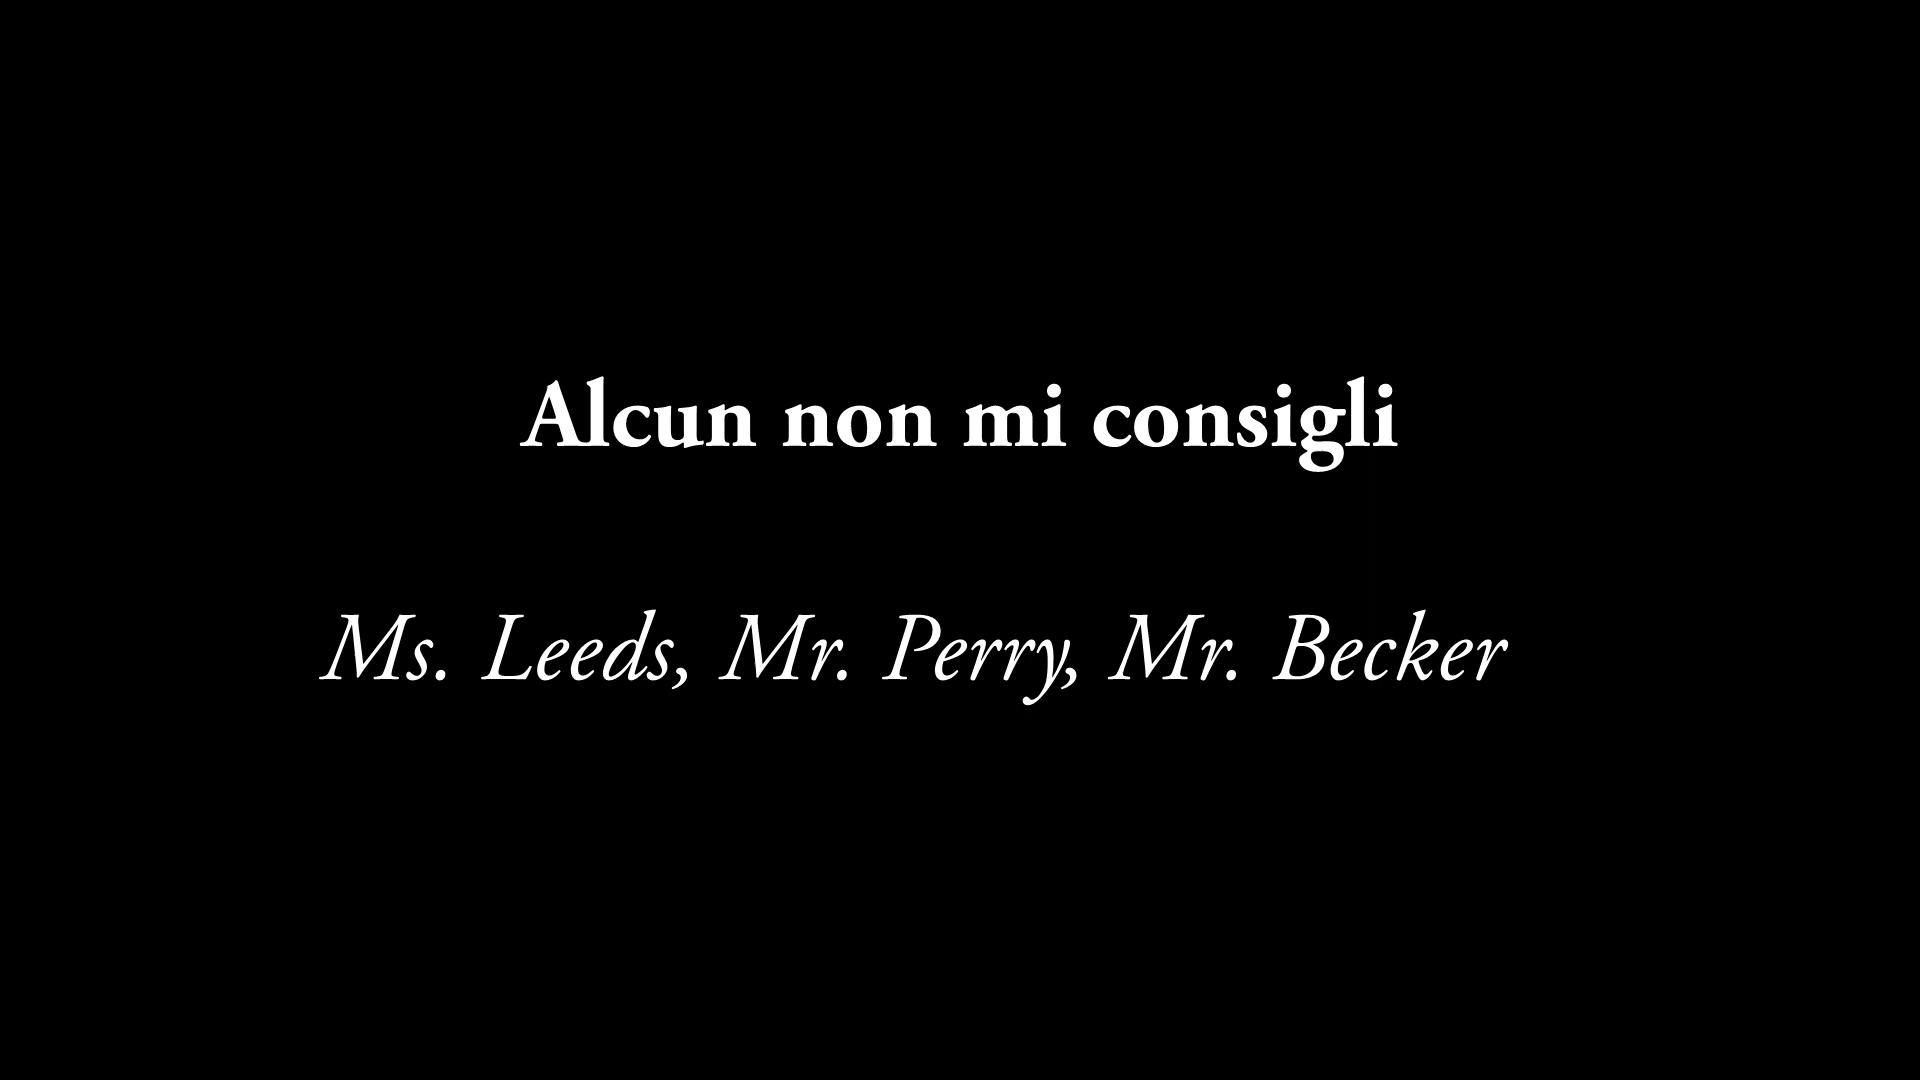 Alcun non mi consigli
Ms. Leeds, Mr. Perry, Mr. Becker